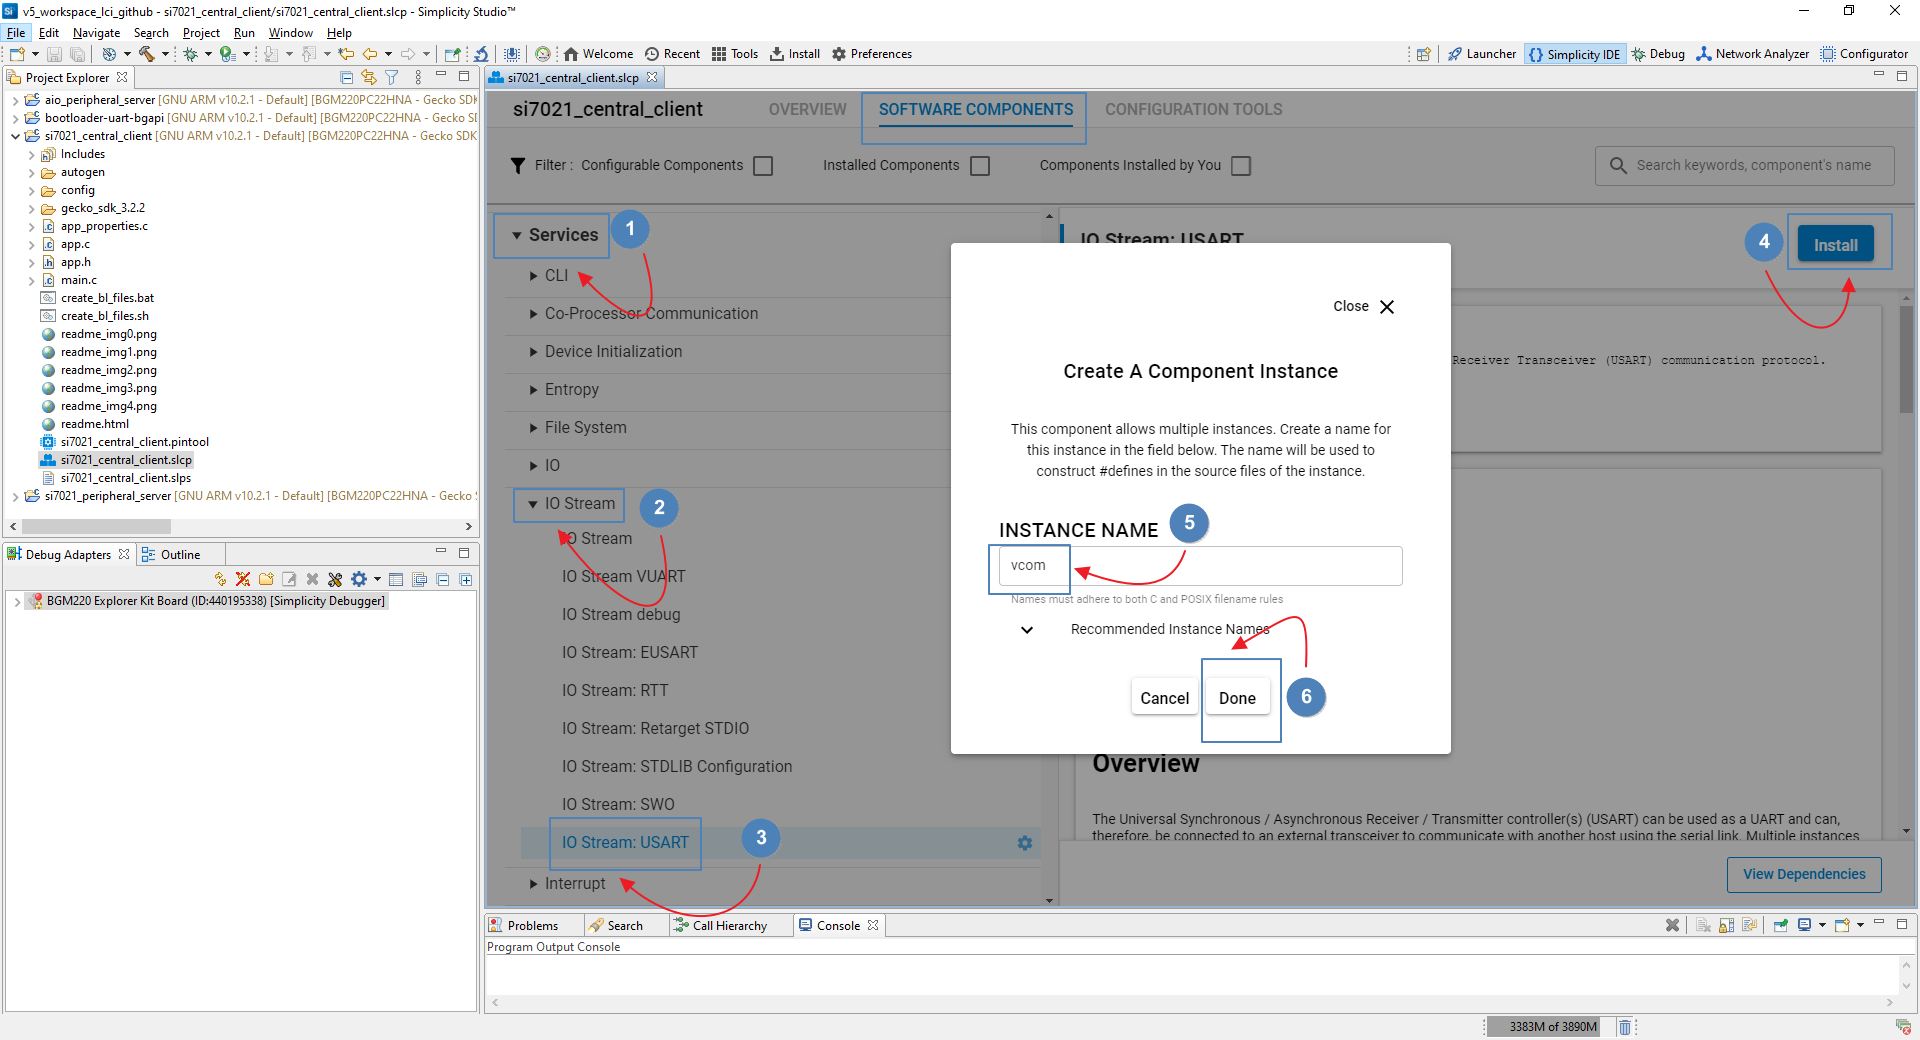 v5_workspace_lci_github - si7021_central_client/si7021_central_client.slcp - Simplicity Studio™
File Edit Navigate Search Project Run Window Help
Welcome Recent Tools Install Preferences Launcher Simplicity IDE Debug Network Analyzer Configurator
Project Explorer
aio_peripheral_server [GNU ARM v10.2.1 - Default] [BGM220PC22HNA - Gecko SDK
bootloader-uart-bgapi [GNU ARM v10.2.1 - Default] [BGM220PC22HNA - Gecko SDK
si7021_central_client [GNU ARM v10.2.1 - Default] [BGM220PC22HNA - Gecko SDK
Includes
autogen
config
gecko_sdk_3.2.2
app_properties.c
app.c
app.h
main.c
create_bl_files.bat
create_bl_files.sh
readme_img0.png
readme_img1.png
readme_img2.png
readme_img3.png
readme_img4.png
readme.html
si7021_central_client.pintool
si7021_central_client.slcp
si7021_central_client.slps
si7021_peripheral_server [GNU ARM v10.2.1 - Default] [BGM220PC22HNA - Gecko
Debug Adapters Outline
BGM220 Explorer Kit Board (ID:440195338) [Simplicity Debugger]
si7021_central_client.slcp
si7021_central_client OVERVIEW SOFTWARE COMPONENTS CONFIGURATION TOOLS
Filter : Configurable Components Installed Components Components Installed by You Search keywords, component's name
Services 1
CLI
Co-Processor Communication
Device Initialization
Entropy
File System
IO
IO Stream 2
IO Stream
IO Stream VUART
IO Stream debug
IO Stream: EUSART
IO Stream: RTT
IO Stream: Retarget STDIO
IO Stream: STDLIB Configuration
IO Stream: SWO
IO Stream: USART 3
Interrupt
IO Stream: USART
4 Install
Receiver Transceiver (USART) communication protocol.
Close
Create A Component Instance
This component allows multiple instances. Create a name for
this instance in the field below. The name will be used to
construct #defines in the source files of the instance.
INSTANCE NAME 5
vcom
Names must adhere to both C and POSIX filename rules
Recommended Instance Names
Cancel Done 6
Overview
The Universal Synchronous / Asynchronous Receiver / Transmitter controller(s) (USART) can be used as a UART and can,
therefore, be connected to an external transceiver to communicate with another host using the serial link. Multiple instances
View Dependencies
Problems Search Call Hierarchy Console
Program Output Console
3383M of 3890M